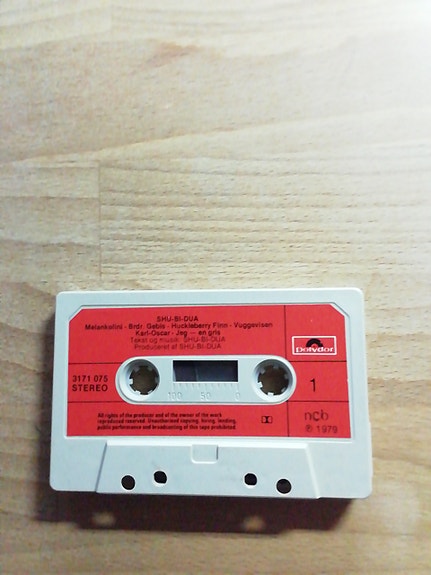 SHU-BI-DUA
Melankolini - Brdr. Gebis - Huckleberry Finn - Vuggevisen
Karl-Oscar - Jeg — en gris
Tekst og musik: SHU-BI-DUA
Produceret af SHU-BI-DUA
Polydor
3171 075
STEREO
100 50 0
1
All rights of the producer and of the owner of the work
reproduced reserved. Unauthorized copying, hiring, lending,
public performance and broadcasting of this tape prohibited.
ncb
℗ 1979